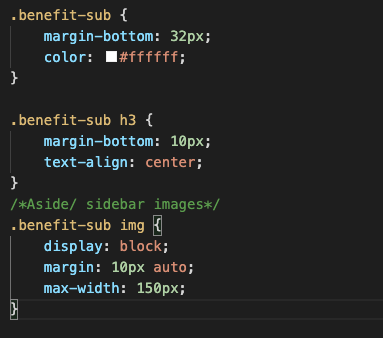 .benefit-sub {
margin-bottom: 32px;
color: #ffffff;
}
.benefit-sub h3 {
margin-bottom: 10px;
text-align: center;
}
/*Aside/ sidebar images*/
.benefit-sub img {
display: block;
margin: 10px auto;
max-width: 150px;
}